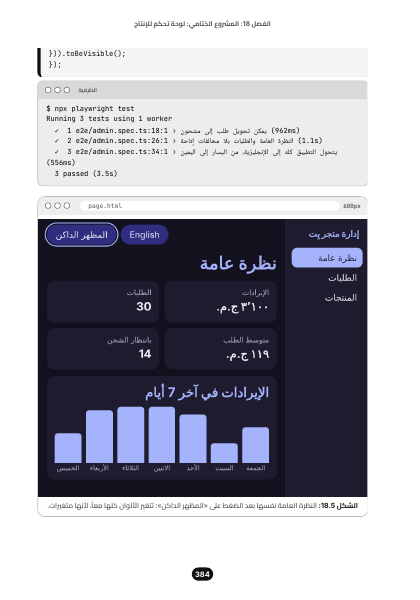 الفصل 18: المشروع الختامي: لوحة تحكم للإنتاج
})).toBeVisible();
});
الطرفية
$ npx playwright test
Running 3 tests using 1 worker
✓ 1 e2e/admin.spec.ts:18:1 › يمكن تحويل طلب إلى مشحون (962ms)
✓ 2 e2e/admin.spec.ts:26:1 › النظرة العامة والطلبات بلا مخالفات إتاحة (1.1s)
✓ 3 e2e/admin.spec.ts:34:1 › يتحول التطبيق كله إلى الإنجليزية، من اليسار إلى اليمين
(556ms)
3 passed (3.5s)
page.html
600px
إدارة متجر بِت
نظرة عامة
الطلبات
المنتجات
English
المظهر الداكن
نظرة عامة
الإيرادات
٣٬١٠٠ ج.م.
الطلبات
30
متوسط الطلب
١١٩ ج.م.
بانتظار الشحن
14
الإيرادات في آخر 7 أيام
الجمعة السبت الأحد الاثنين الثلاثاء الأربعاء الخميس
الشكل 18.5: النظرة العامة نفسها بعد الضغط على «المظهر الداكن»: تتغير الألوان كلها معاً، لأنها متغيرات.
384